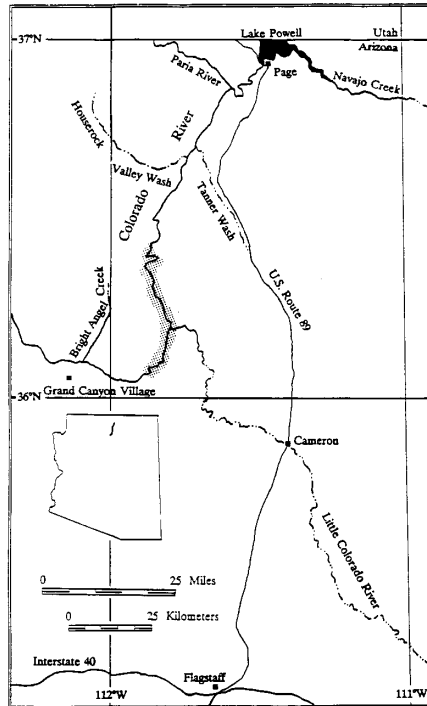 37°N
Lake Powell
Utah
Arizona
Paria River
Page
Navajo Creek
Houserock
Valley Wash
River
Colorado
Tanner Wash
U.S. Route 89
Bright Angel
Creek
36°N
Grand Canyon Village
Cameron
Little Colorado River
0 25 Miles
0 25 Kilometers
Interstate 40
Flagstaff
112°W
111°W